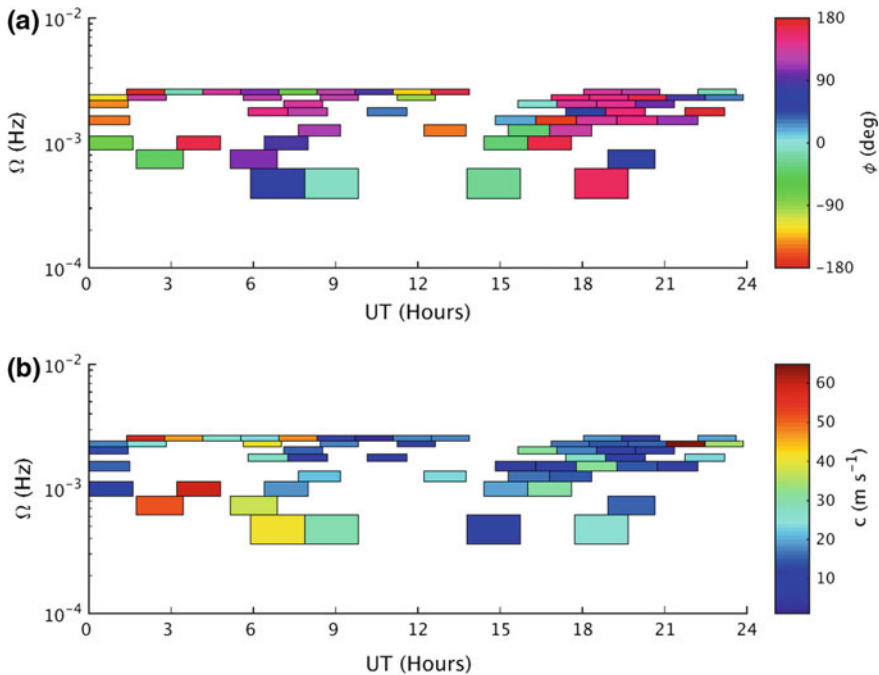 (a)
10⁻²
10⁻³
10⁻⁴
Ω (Hz)
0 3 6 9 12 15 18 21 24
UT (Hours)
180
90
0
−90
−180
ϕ (deg)
(b)
10⁻²
10⁻³
10⁻⁴
Ω (Hz)
0 3 6 9 12 15 18 21 24
UT (Hours)
60
50
40
30
20
10
c (m s⁻¹)